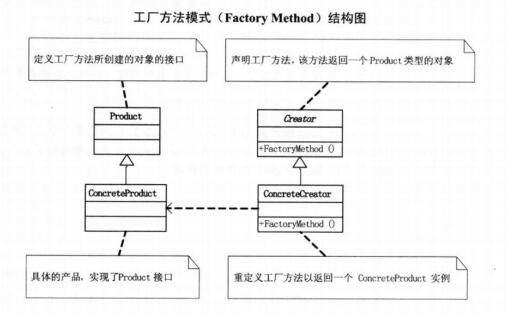 工厂方法模式（Factory Method）结构图
定义工厂方法所创建的对象的接口
声明工厂方法，该方法返回一个Product类型的对象
Product
Creator
+FactoryMethod ()
ConcreteProduct
ConcreteCreator
+FactoryMethod ()
具体的产品，实现了Product 接口
重定义工厂方法以返回一个 ConcreteProduct 实例